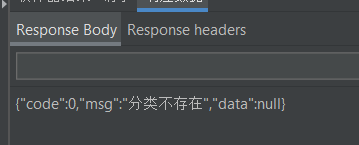 Response Body Response headers
{"code":0,"msg":"分类不存在","data":null}